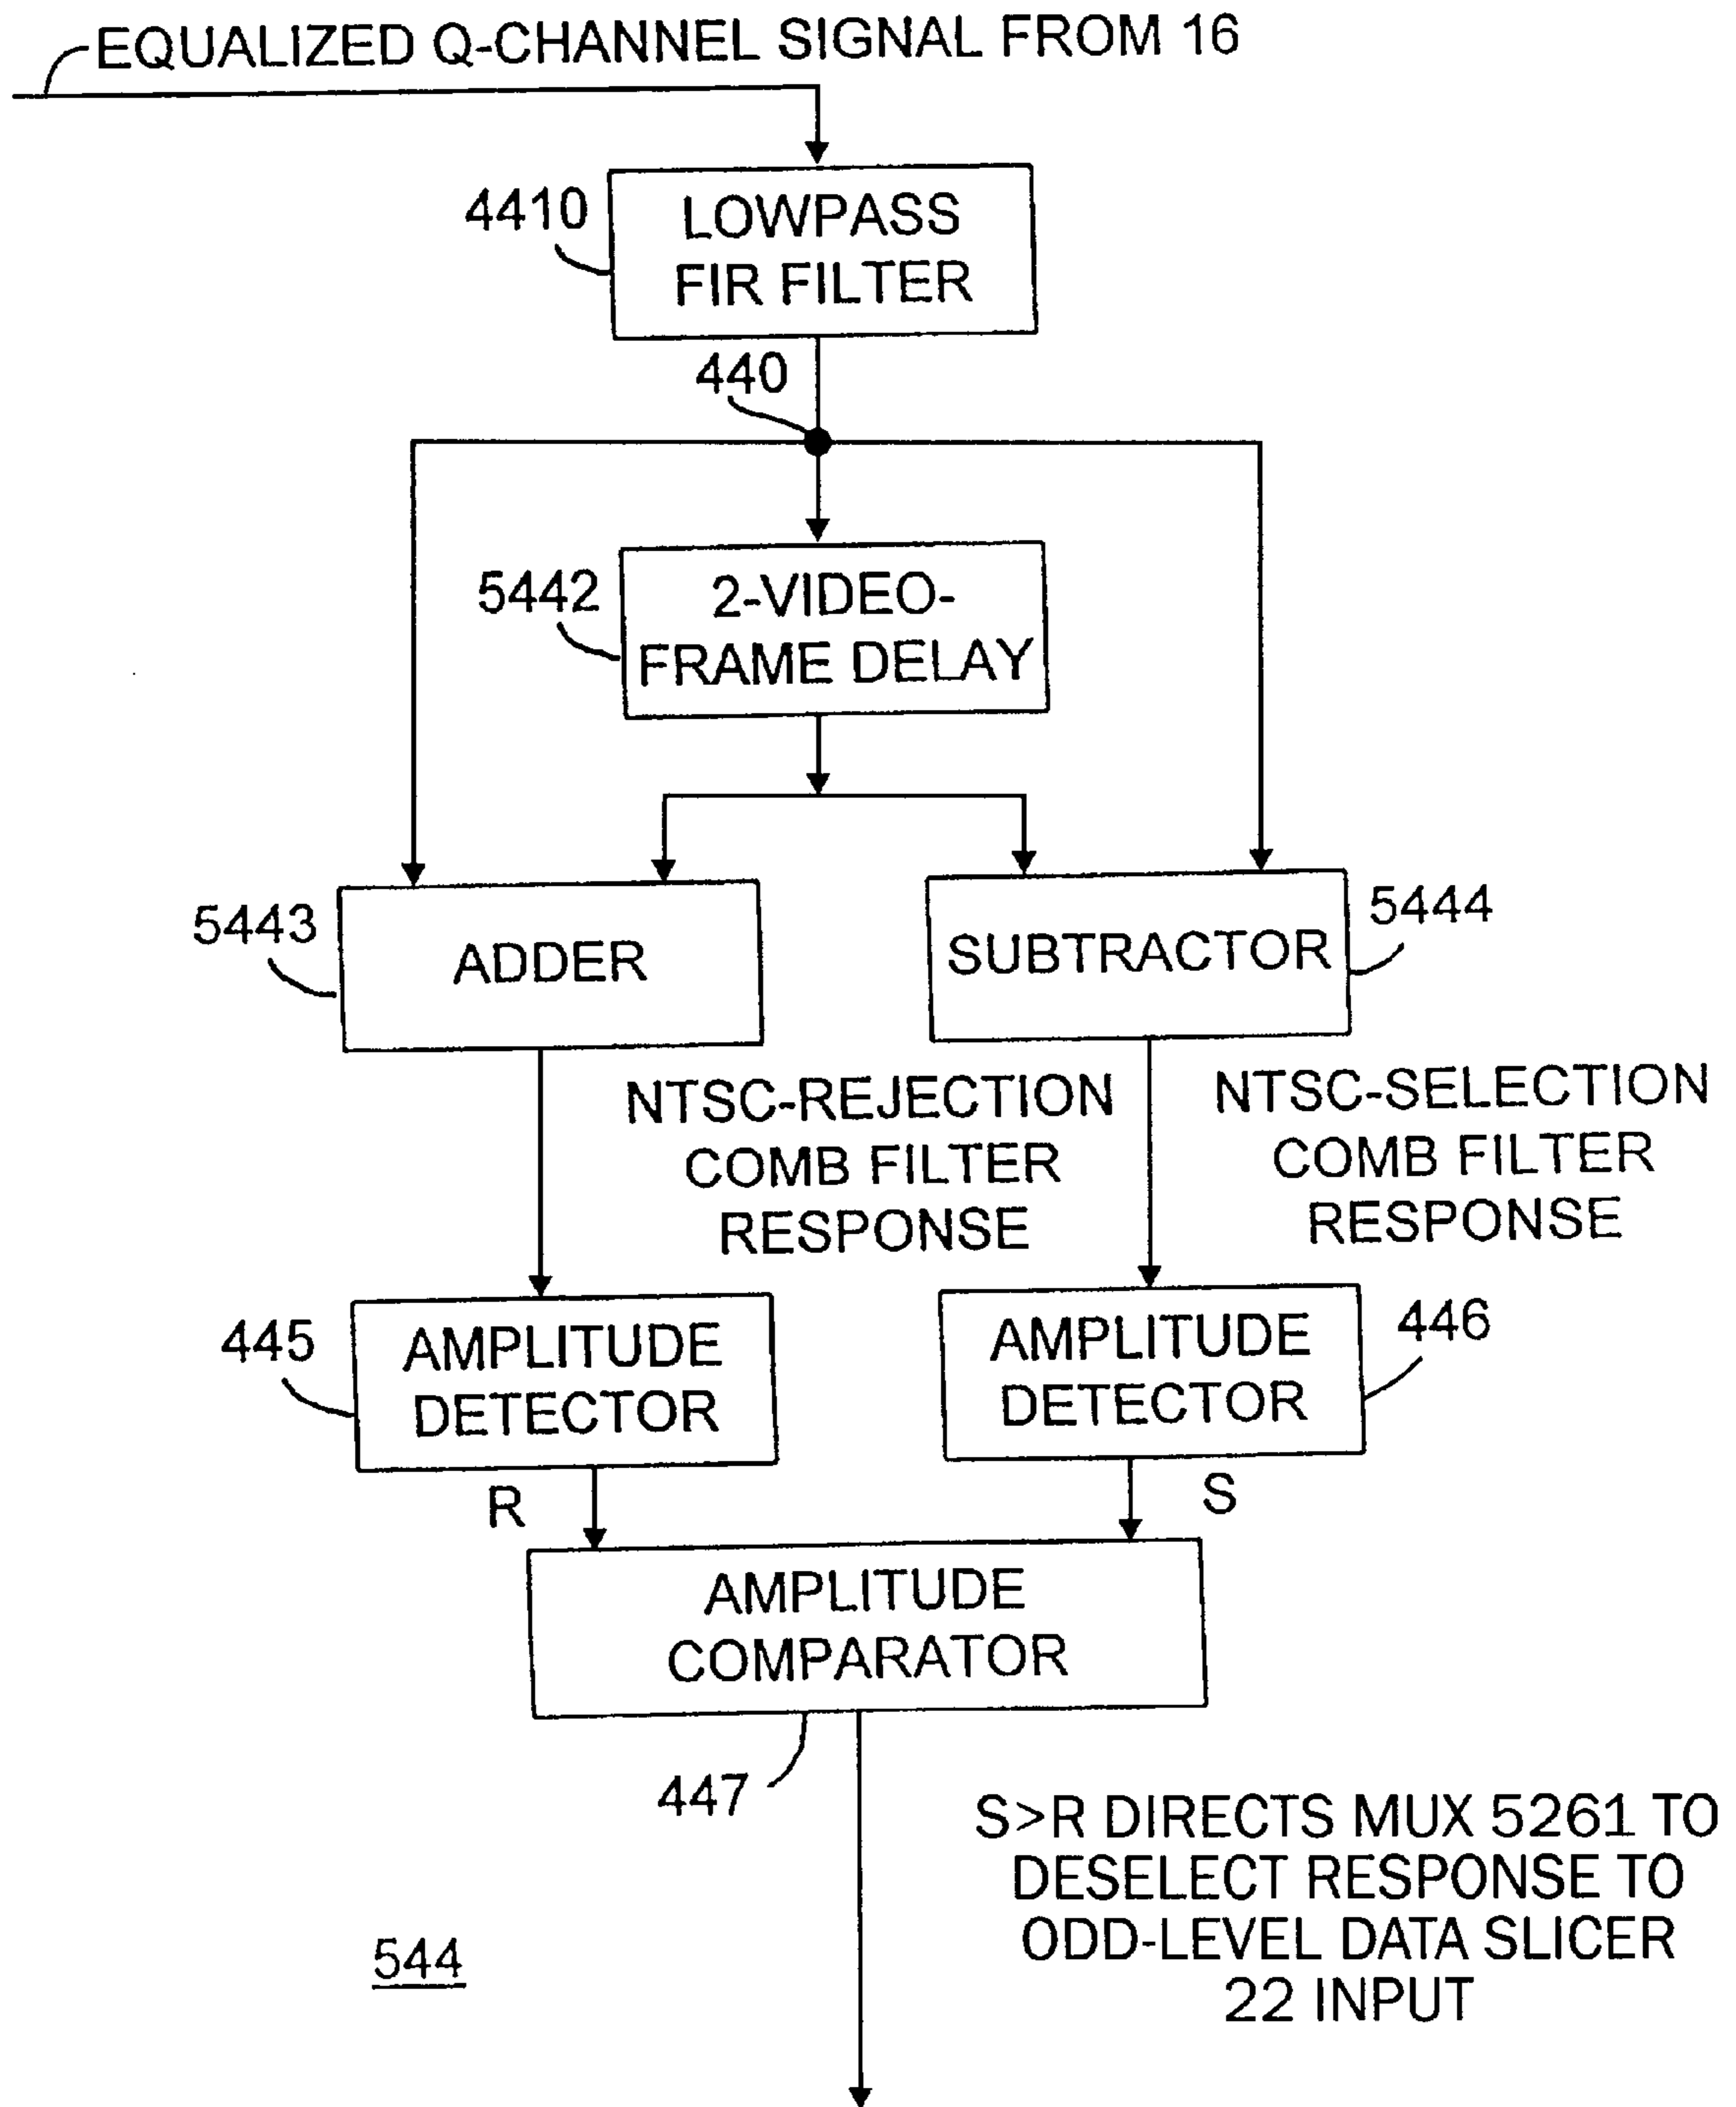 EQUALIZED Q-CHANNEL SIGNAL FROM 16
4410
LOWPASS
FIR FILTER
440
5442
2-VIDEO-
FRAME DELAY
5443
ADDER
SUBTRACTOR
5444
NTSC-REJECTION
COMB FILTER
RESPONSE
NTSC-SELECTION
COMB FILTER
RESPONSE
445
AMPLITUDE
DETECTOR
AMPLITUDE
DETECTOR
446
R
S
AMPLITUDE
COMPARATOR
447
S>R DIRECTS MUX 5261 TO
DESELECT RESPONSE TO
ODD-LEVEL DATA SLICER
22 INPUT
544